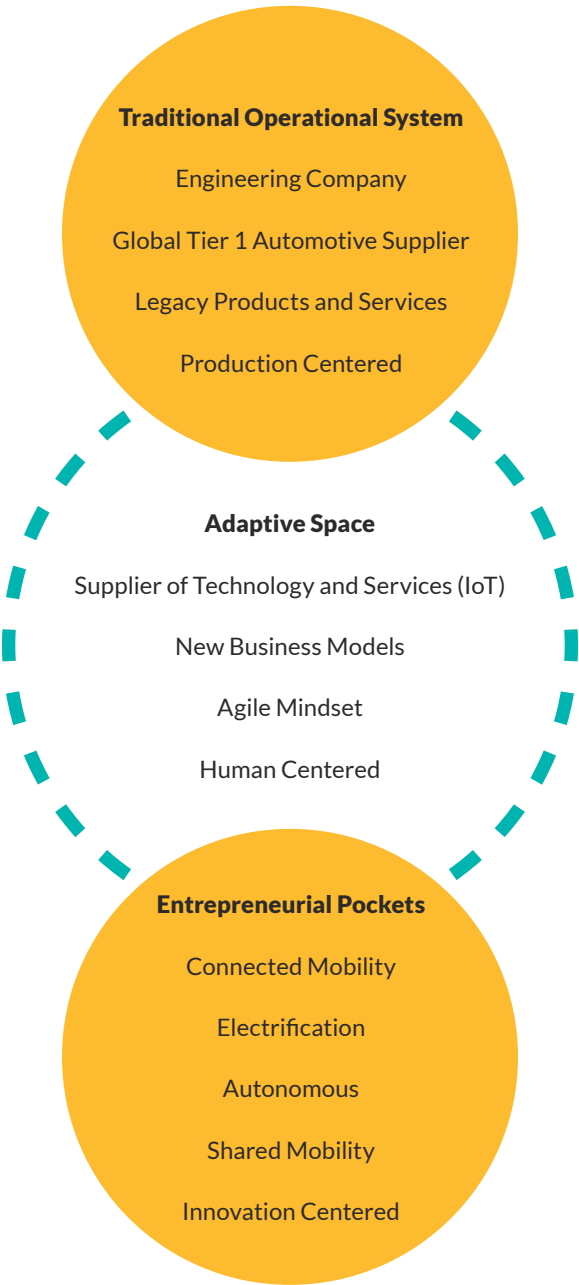 Traditional Operational System
Engineering Company
Global Tier 1 Automotive Supplier
Legacy Products and Services
Production Centered
Adaptive Space
Supplier of Technology and Services (IoT)
New Business Models
Agile Mindset
Human Centered
Entrepreneurial Pockets
Connected Mobility
Electrification
Autonomous
Shared Mobility
Innovation Centered